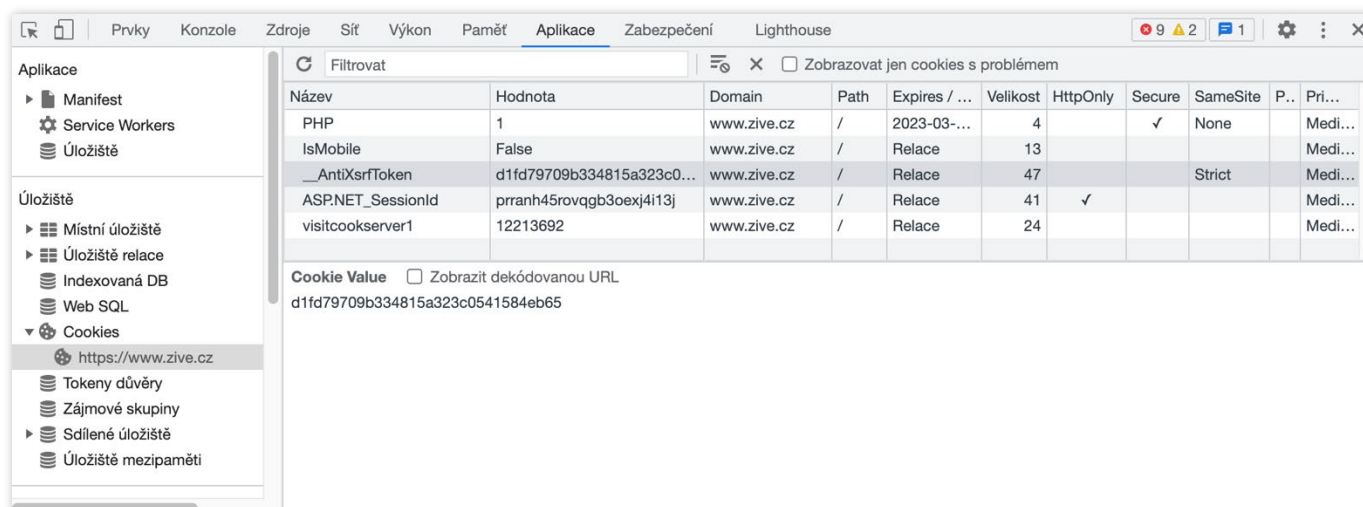 Prvky Konzole Zdroje Síť Výkon Paměť Aplikace Zabezpečení Lighthouse 9 2 1
Aplikace
Manifest
Service Workers
Úložiště
Úložiště
Místní úložiště
Úložiště relace
Indexovaná DB
Web SQL
Cookies
https://www.zive.cz
Tokeny důvěry
Zájmové skupiny
Sdílené úložiště
Úložiště mezipaměti
Filtrovat Zobrazovat jen cookies s problémem
Název Hodnota Domain Path Expires / ... Velikost HttpOnly Secure SameSite P.. Pri...
PHP 1 www.zive.cz / 2023-03-... 4 ✓ None Medi...
IsMobile False www.zive.cz / Relace 13 Medi...
__AntiXsrfToken d1fd79709b334815a323c0... www.zive.cz / Relace 47 Strict Medi...
ASP.NET_SessionId prranh45rovqgb3oexj4i13j www.zive.cz / Relace 41 ✓ Medi...
visitcookserver1 12213692 www.zive.cz / Relace 24 Medi...
Cookie Value Zobrazit dekódovanou URL
d1fd79709b334815a323c0541584eb65